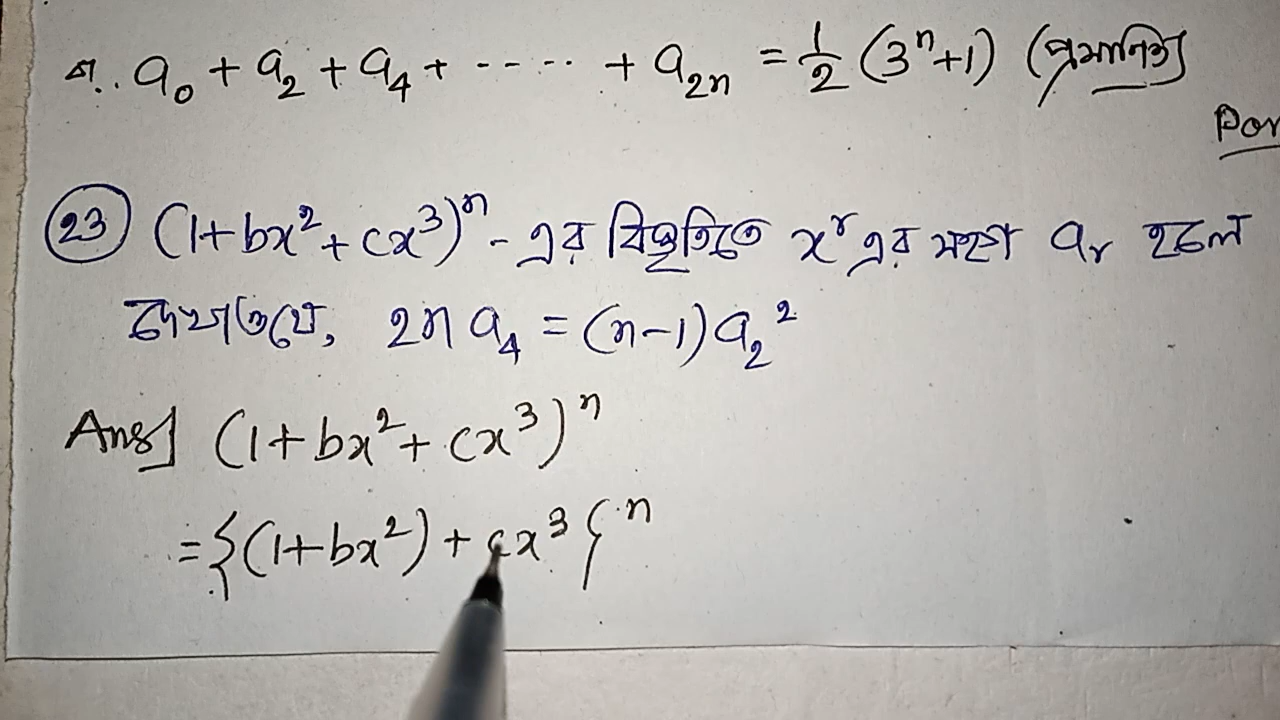 ∴ a₀ + a₂ + a₄ + ----- + a₂ₙ = 1/2 (3ⁿ+1) (প্রমাণিত)
(23) (1+bx²+cx³)ⁿ - এর বিস্তৃতিতে xʳ এর সহগ aᵣ হলে
দেখাও যে, 2n a₄ = (n-1) a₂²
Ans] (1+bx²+cx³)ⁿ
= {(1+bx²) + cx³}ⁿ